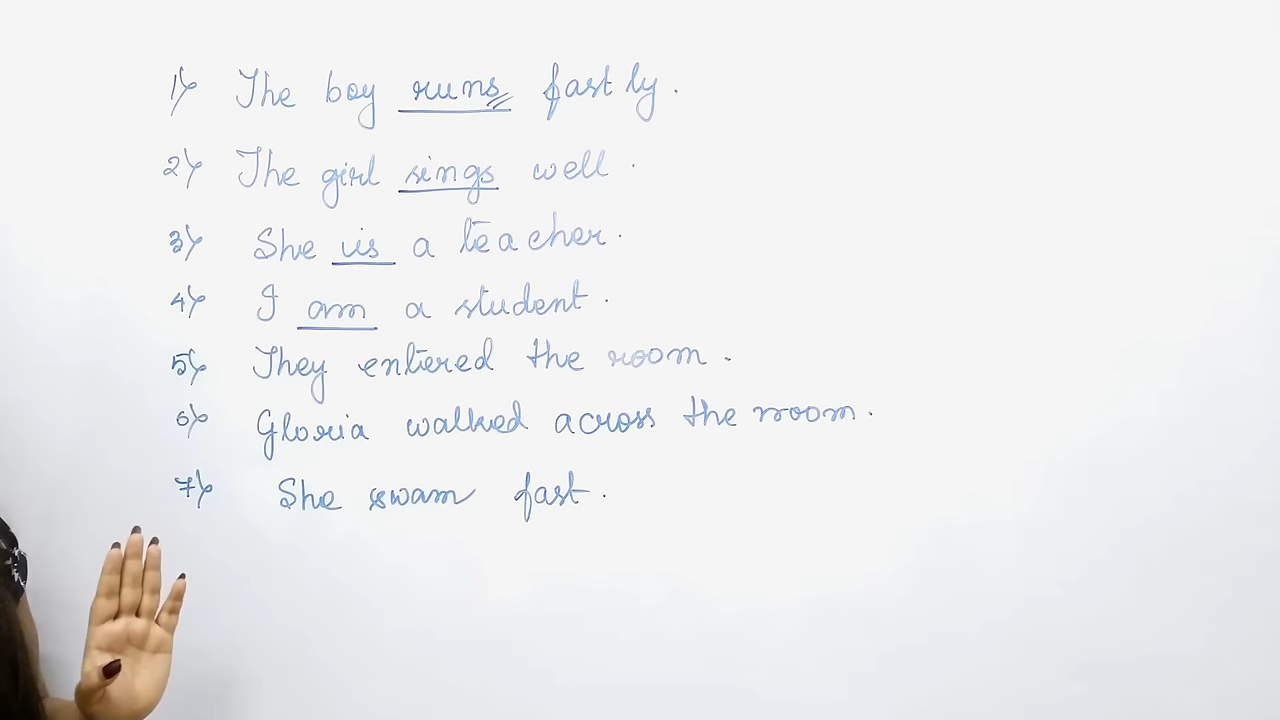 1) The boy runs fastly.
2) The girl sings well.
3) She is a teacher.
4) I am a student.
5) They entered the room.
6) Gloria walked across the room.
7) She swam fast.